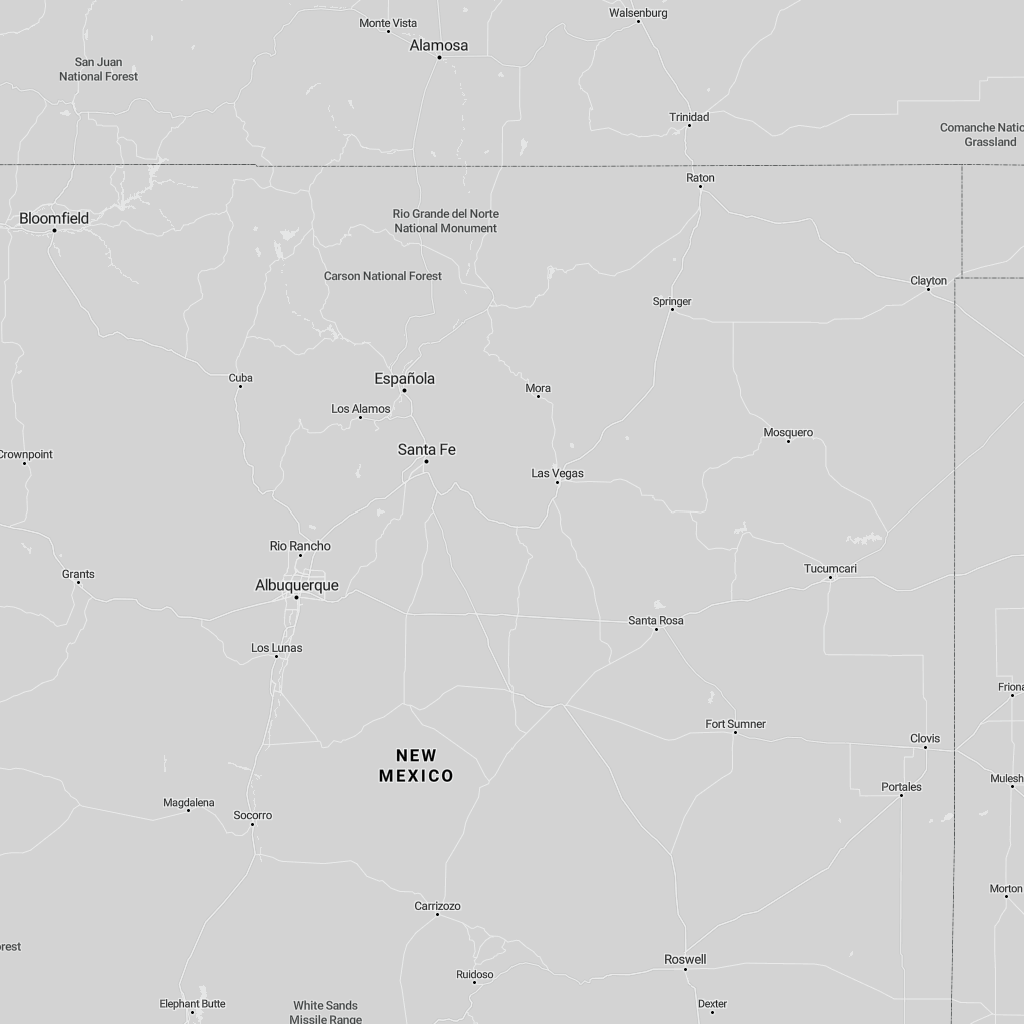 Walsenburg
Monte Vista
Alamosa
San Juan
National Forest
Trinidad
Comanche Natio
Grassland
Raton
Bloomfield
Rio Grande del Norte
National Monument
Carson National Forest
Clayton
Springer
Cuba
Española
Mora
Los Alamos
Mosquero
Santa Fe
Crownpoint
Las Vegas
Rio Rancho
Grants
Tucumcari
Albuquerque
Santa Rosa
Los Lunas
Friona
Fort Sumner
Clovis
NEW
MEXICO
Mulesh
Portales
Magdalena
Socorro
Morton
Carrizozo
orest
Roswell
Ruidoso
Elephant Butte
White Sands
Missile Range
Dexter